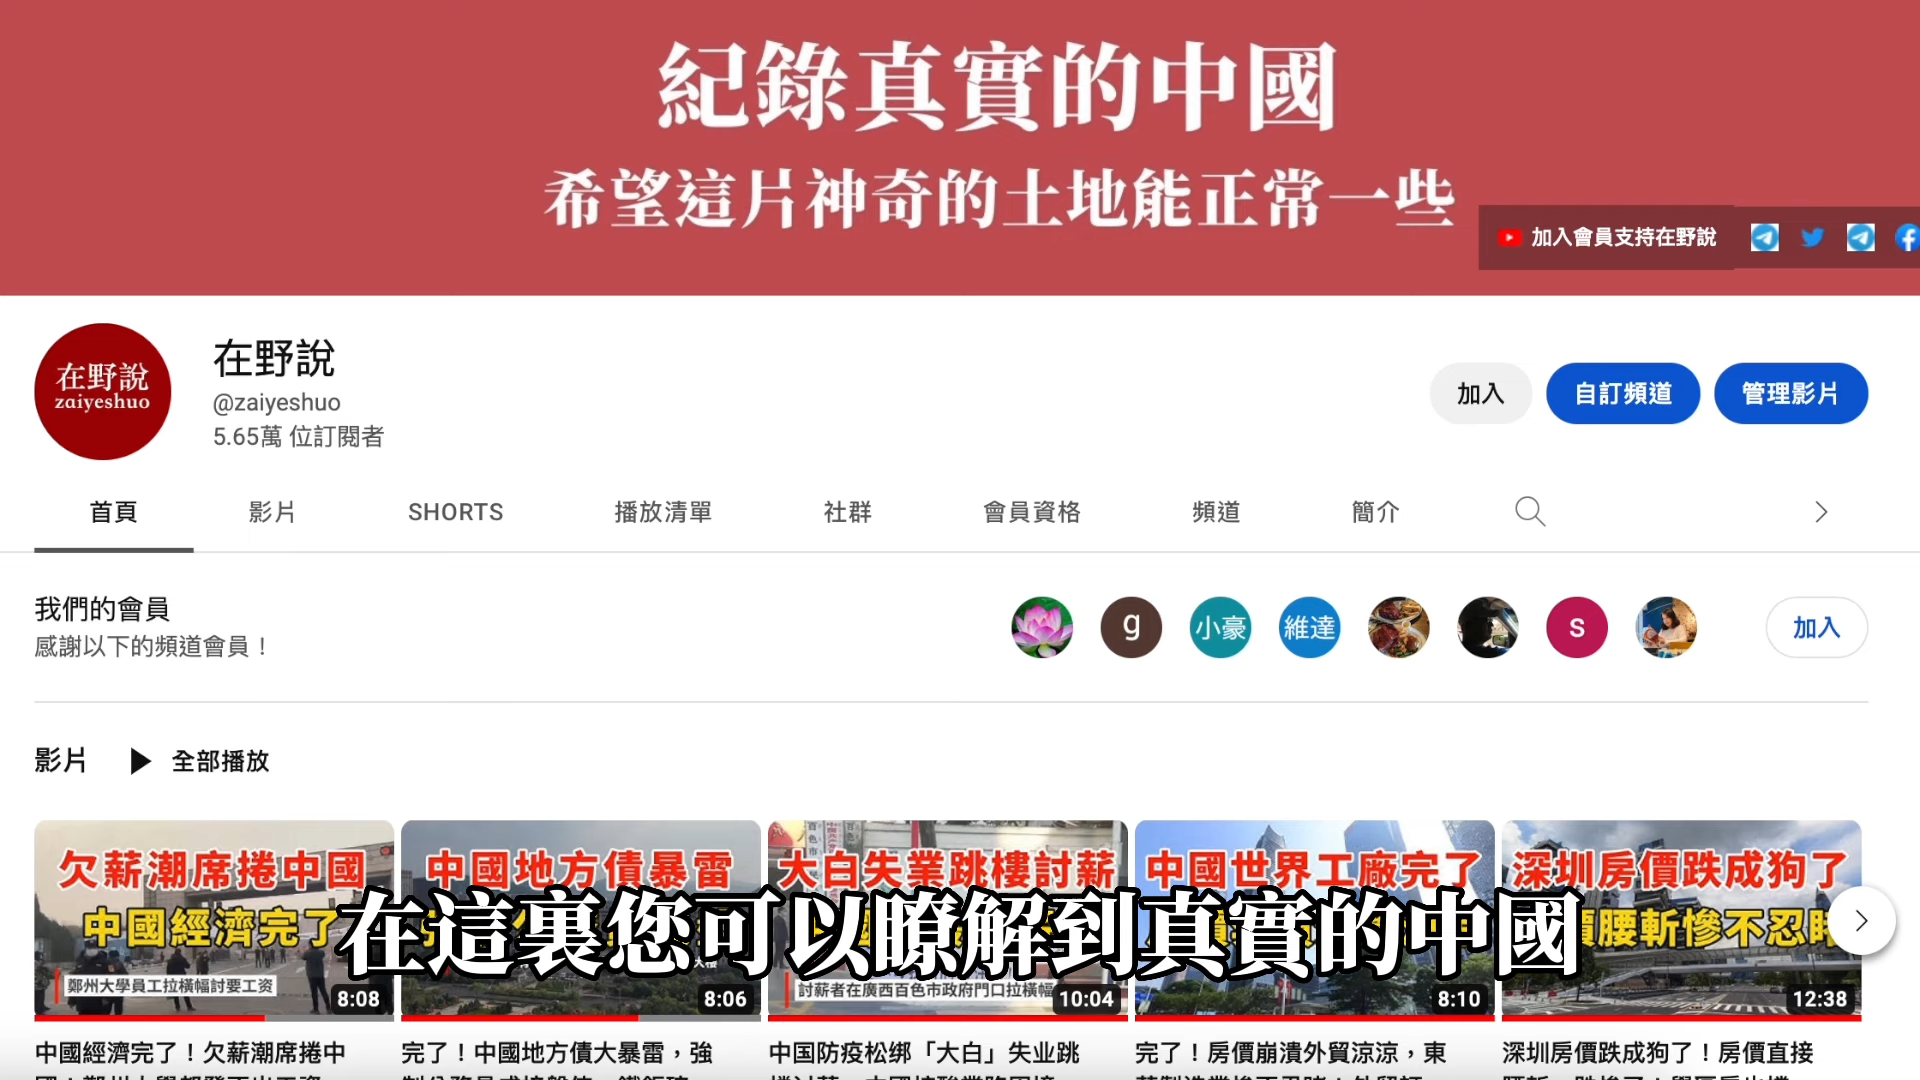 紀錄真實的中國
希望這片神奇的土地能正常一些
加入會員支持在野說
在野說
zaiyeshuo
在野說
@zaiyeshuo
5.65萬 位訂閱者
加入
自訂頻道
管理影片
首頁
影片
SHORTS
播放清單
社群
會員資格
頻道
簡介
我們的會員
感謝以下的頻道會員！
g
小豪
維達
S
加入
影片
全部播放
欠薪潮席捲中國
中國經濟完了
鄭州大學員工拉橫幅討要工資
8:08
中國地方債暴雷
8:06
大白失業跳樓討薪
討薪者在廣西百色市政府門口拉橫幅
10:04
中國世界工廠完了
8:10
深圳房價跌成狗了
價腰斬慘不忍睹
12:38
在這裏您可以瞭解到真實的中國
中國經濟完了！欠薪潮席捲中
完了！中國地方債大暴雷，強
中国防疫松绑「大白」失业跳
完了！房價崩潰外貿涼涼，東
深圳房價跌成狗了！房價直接